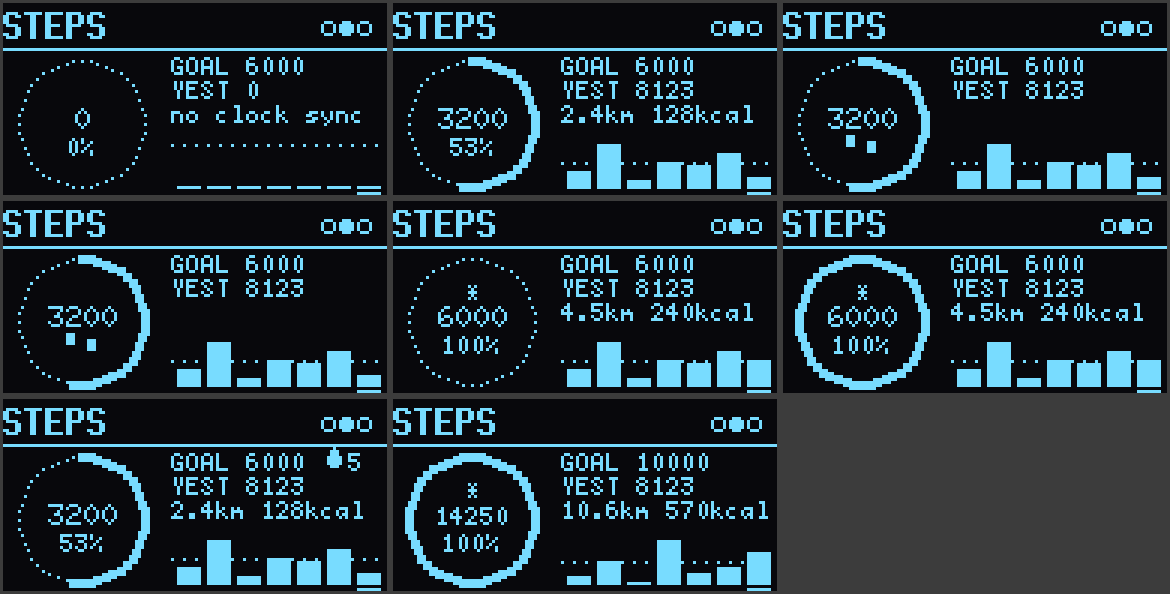 STEPS
GOAL 6000
YEST 0
no clock sync
0
0%
STEPS
GOAL 6000
YEST 8123
2.4km 128kcal
3200
53%
STEPS
GOAL 6000
YEST 8123
3200
STEPS
GOAL 6000
YEST 8123
3200
STEPS
GOAL 6000
YEST 8123
4.5km 240kcal
*
6000
100%
STEPS
GOAL 6000
YEST 8123
4.5km 240kcal
*
6000
100%
STEPS
GOAL 6000 5
YEST 8123
2.4km 128kcal
3200
53%
STEPS
GOAL 10000
YEST 8123
10.6km 570kcal
*
14250
100%